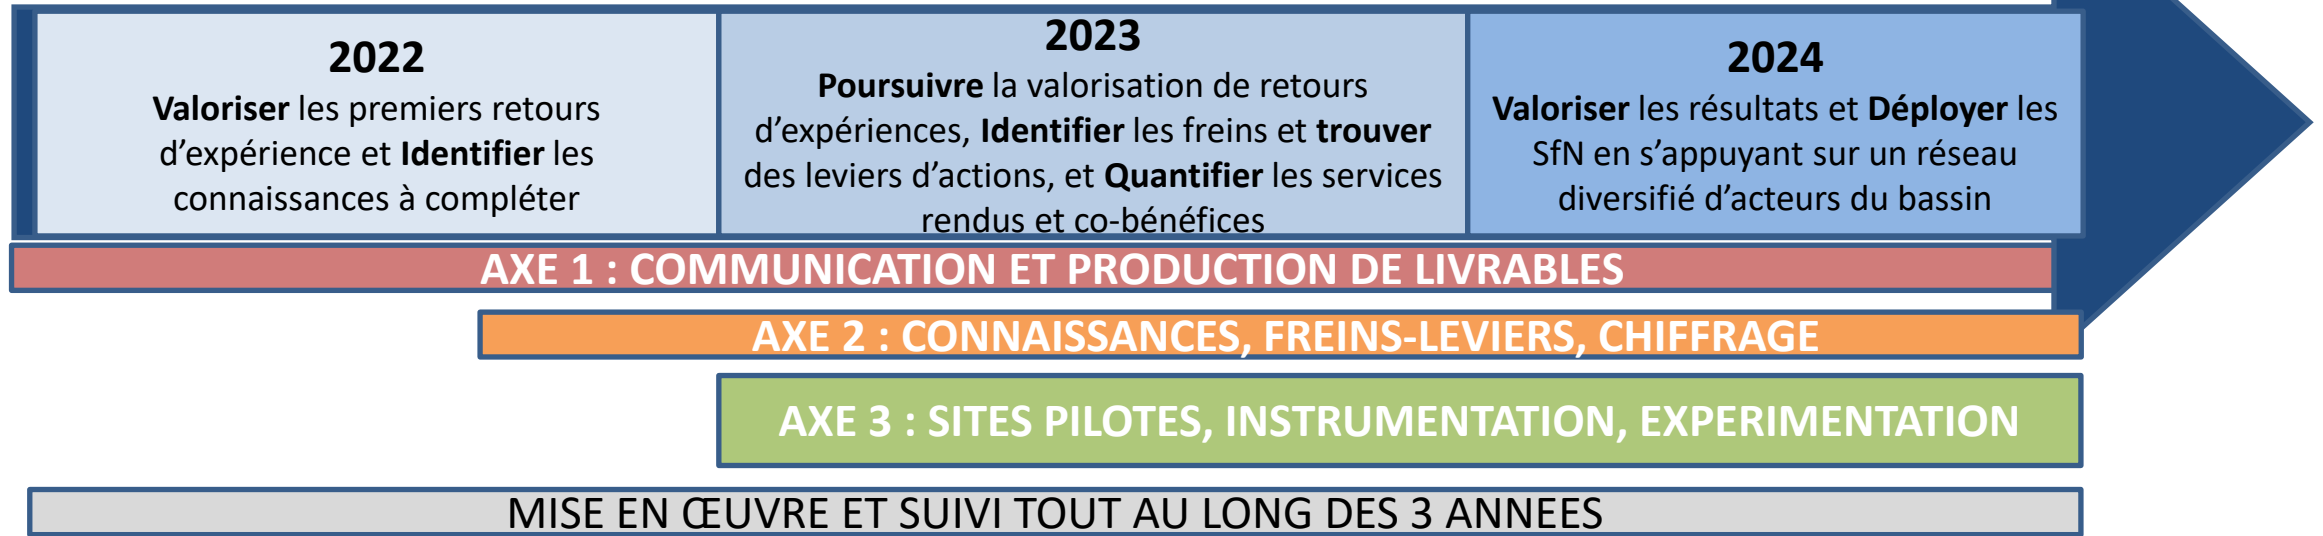 2022
Valoriser les premiers retours
d’expérience et Identifier les
connaissances à compléter
2023
Poursuivre la valorisation de retours
d’expériences, Identifier les freins et trouver
des leviers d’actions, et Quantifier les services
rendus et co-bénéfices
2024
Valoriser les résultats et Déployer les
SfN en s’appuyant sur un réseau
diversifié d’acteurs du bassin
AXE 1 : COMMUNICATION ET PRODUCTION DE LIVRABLES
AXE 2 : CONNAISSANCES, FREINS-LEVIERS, CHIFFRAGE
AXE 3 : SITES PILOTES, INSTRUMENTATION, EXPERIMENTATION
MISE EN ŒUVRE ET SUIVI TOUT AU LONG DES 3 ANNEES